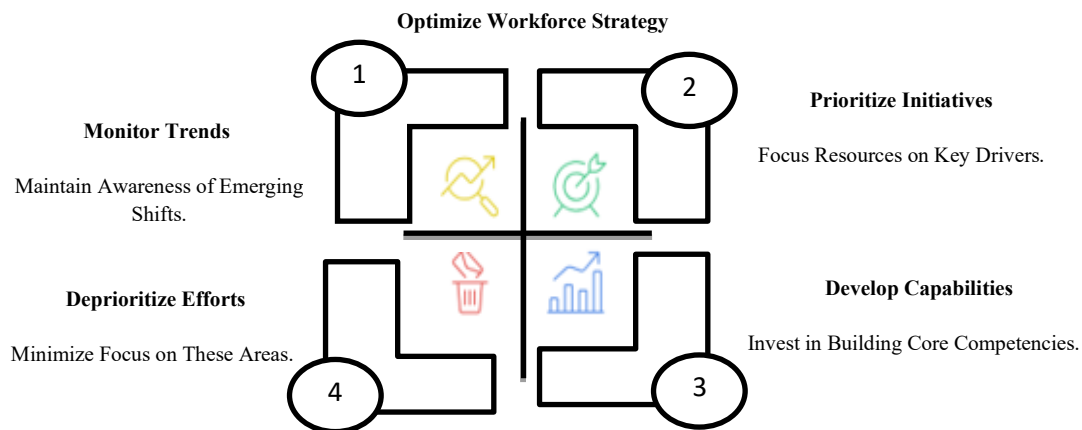 Optimize Workforce Strategy
1
2
Monitor Trends
Maintain Awareness of Emerging
Shifts.
Prioritize Initiatives
Focus Resources on Key Drivers.
Deprioritize Efforts
Minimize Focus on These Areas.
4
Develop Capabilities
Invest in Building Core Competencies.
3